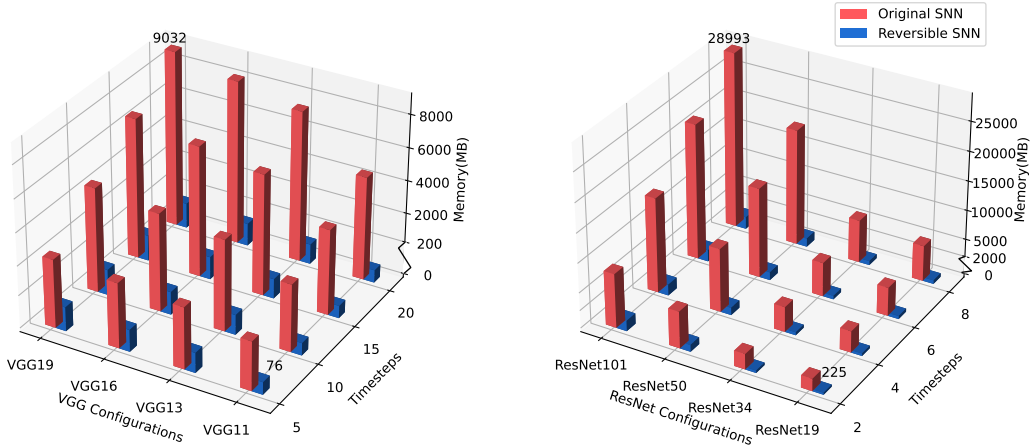 Original SNN
Reversible SNN
9032
8000
6000
4000
2000
200
0
Memory(MB)
20
15
10
5
Timesteps
76
VGG19
VGG16
VGG13
VGG11
VGG Configurations
28993
25000
20000
15000
10000
5000
2000
0
Memory(MB)
8
6
4
2
Timesteps
225
ResNet101
ResNet50
ResNet34
ResNet19
ResNet Configurations